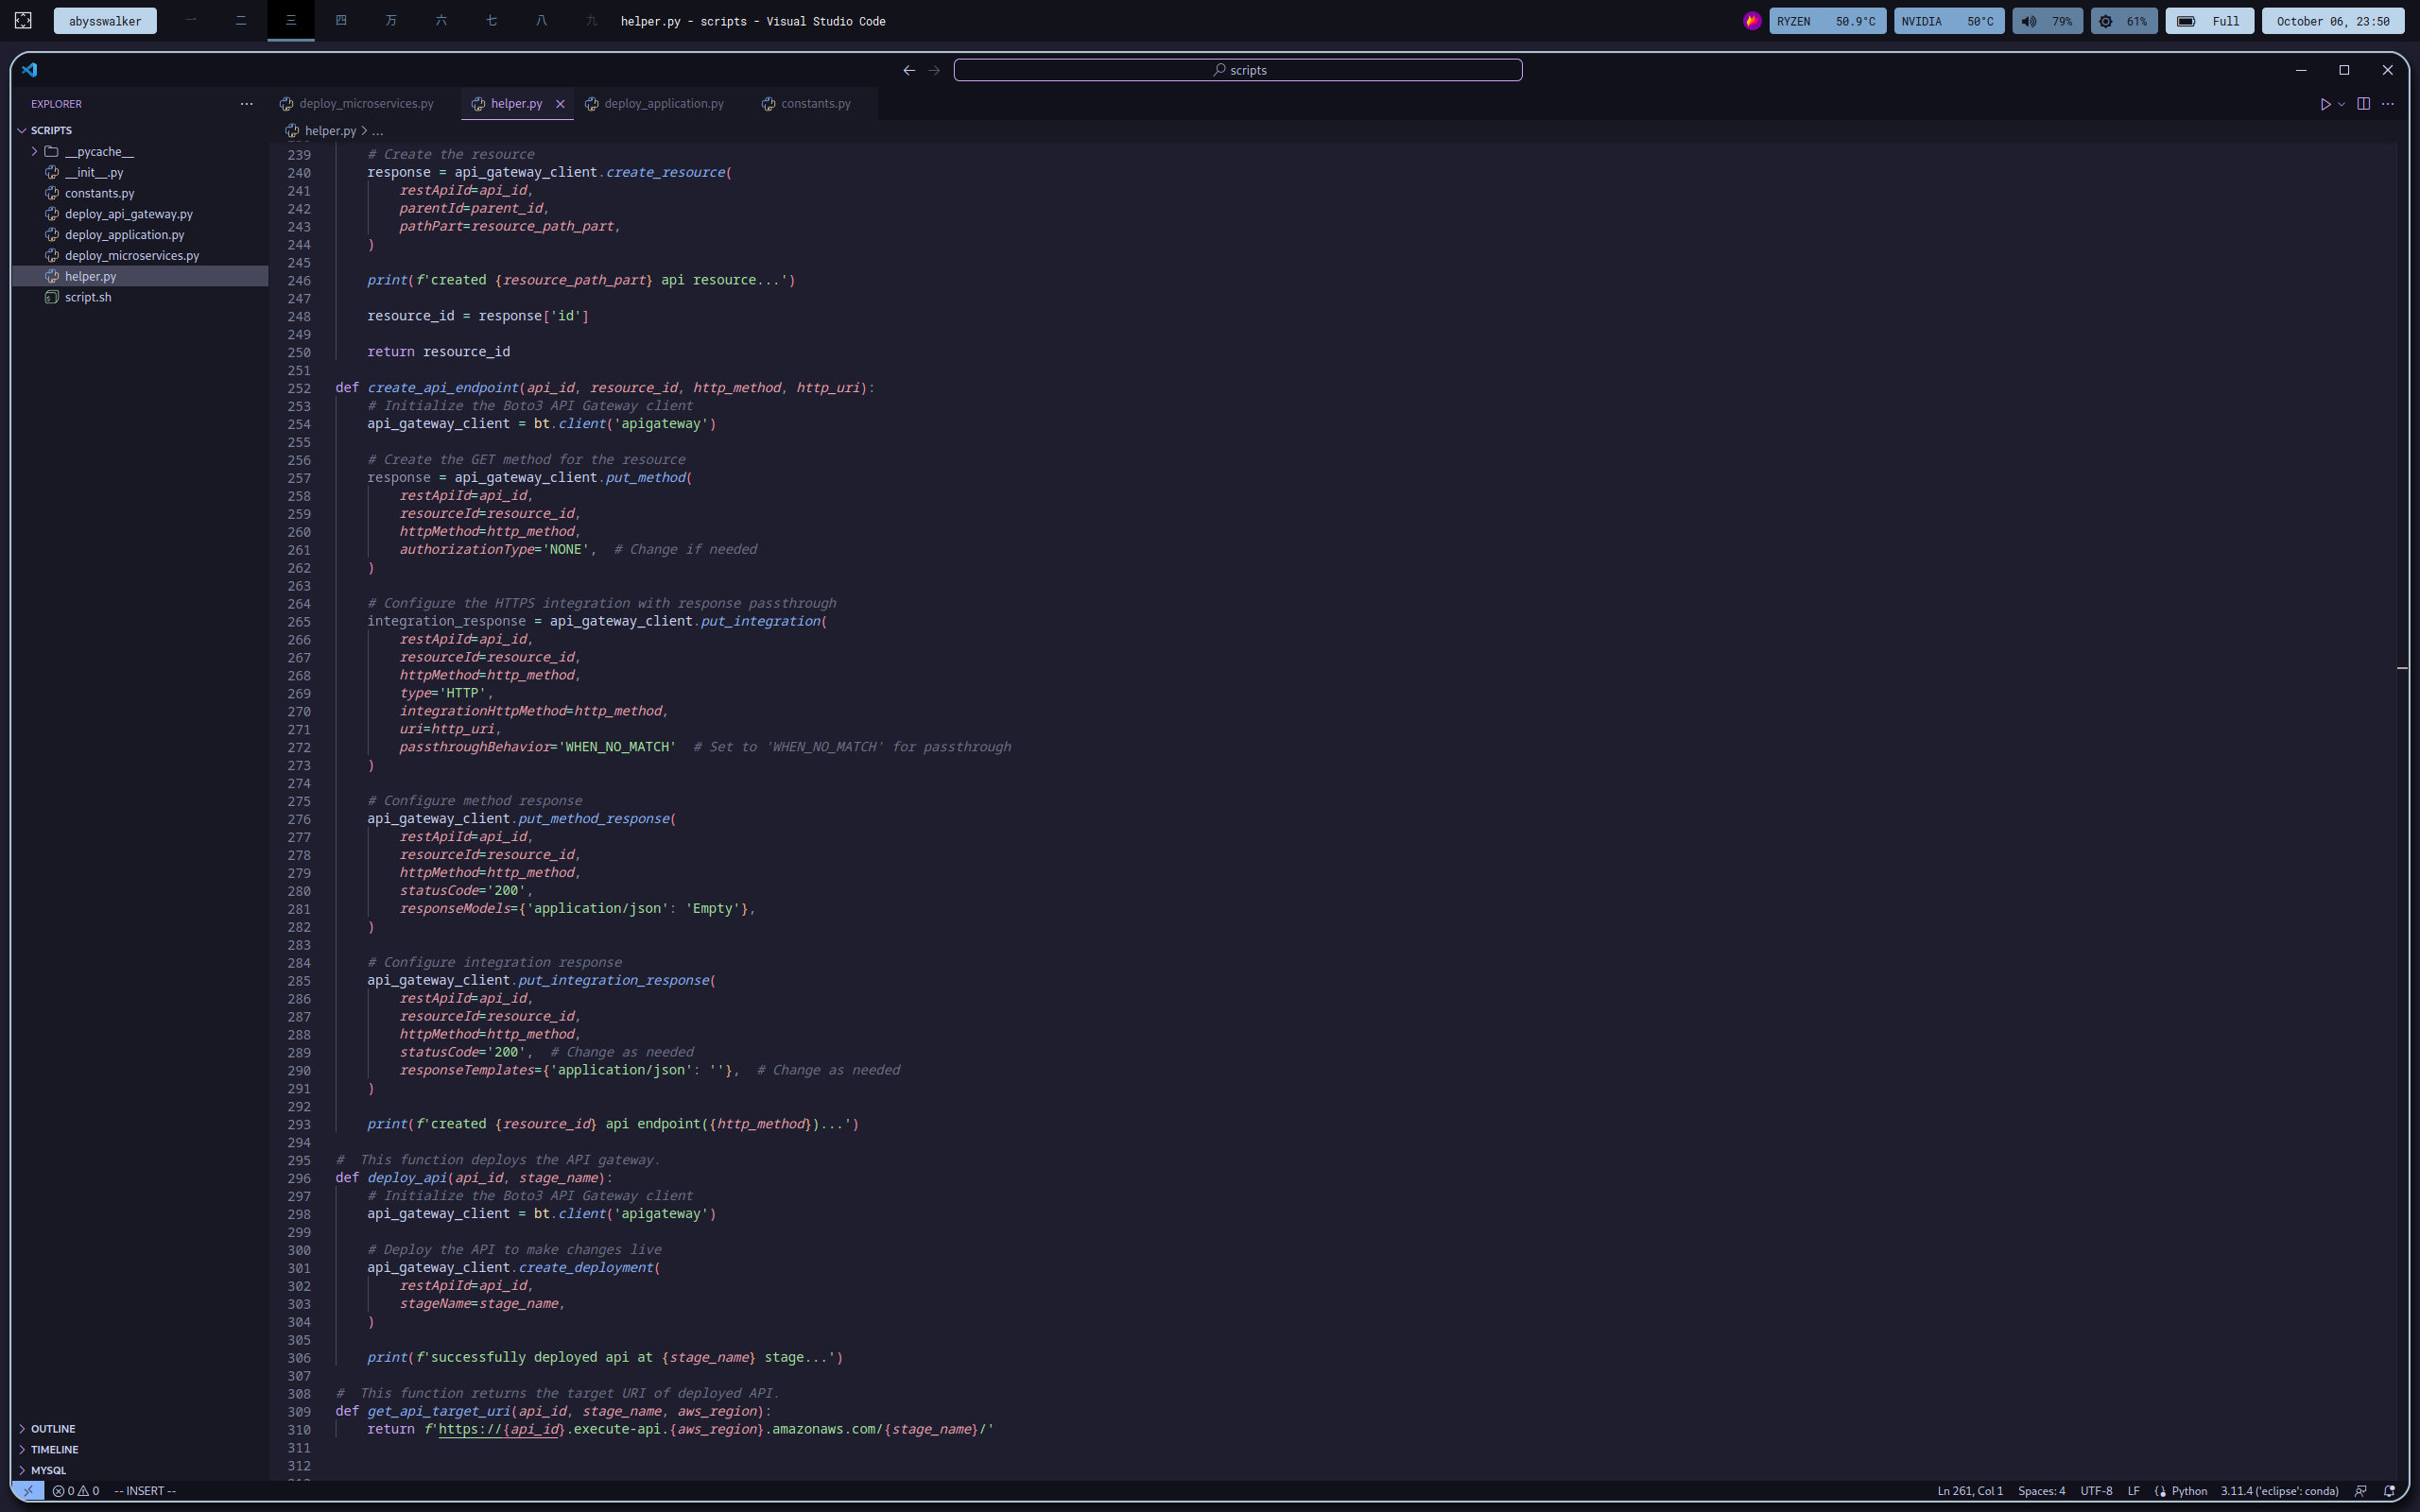 abysswalker 一 二 三 四 万 六 七 八 九 helper.py - scripts - Visual Studio Code RYZEN 50.9°C NVIDIA 50°C 79% 61% Full October 06, 23:50
scripts
EXPLORER ··· deploy_microservices.py helper.py deploy_application.py constants.py
helper.py > ...
SCRIPTS
__pycache__
__init__.py
constants.py
deploy_api_gateway.py
deploy_application.py
deploy_microservices.py
helper.py
script.sh
239 # Create the resource
240 response = api_gateway_client.create_resource(
241 restApiId=api_id,
242 parentId=parent_id,
243 pathPart=resource_path_part,
244 )
245
246 print(f'created {resource_path_part} api resource...')
247
248 resource_id = response['id']
249
250 return resource_id
251
252 def create_api_endpoint(api_id, resource_id, http_method, http_uri):
253 # Initialize the Boto3 API Gateway client
254 api_gateway_client = bt.client('apigateway')
255
256 # Create the GET method for the resource
257 response = api_gateway_client.put_method(
258 restApiId=api_id,
259 resourceId=resource_id,
260 httpMethod=http_method,
261 authorizationType='NONE', # Change if needed
262 )
263
264 # Configure the HTTPS integration with response passthrough
265 integration_response = api_gateway_client.put_integration(
266 restApiId=api_id,
267 resourceId=resource_id,
268 httpMethod=http_method,
269 type='HTTP',
270 integrationHttpMethod=http_method,
271 uri=http_uri,
272 passthroughBehavior='WHEN_NO_MATCH' # Set to 'WHEN_NO_MATCH' for passthrough
273 )
274
275 # Configure method response
276 api_gateway_client.put_method_response(
277 restApiId=api_id,
278 resourceId=resource_id,
279 httpMethod=http_method,
280 statusCode='200',
281 responseModels={'application/json': 'Empty'},
282 )
283
284 # Configure integration response
285 api_gateway_client.put_integration_response(
286 restApiId=api_id,
287 resourceId=resource_id,
288 httpMethod=http_method,
289 statusCode='200', # Change as needed
290 responseTemplates={'application/json': ''}, # Change as needed
291 )
292
293 print(f'created {resource_id} api endpoint({http_method})...')
294
295 # This function deploys the API gateway.
296 def deploy_api(api_id, stage_name):
297 # Initialize the Boto3 API Gateway client
298 api_gateway_client = bt.client('apigateway')
299
300 # Deploy the API to make changes live
301 api_gateway_client.create_deployment(
302 restApiId=api_id,
303 stageName=stage_name,
304 )
305
306 print(f'successfully deployed api at {stage_name} stage...')
307
308 # This function returns the target URI of deployed API.
309 def get_api_target_uri(api_id, stage_name, aws_region):
310 return f'https://{api_id}.execute-api.{aws_region}.amazonaws.com/{stage_name}/'
311
312
OUTLINE
TIMELINE
MYSQL
0 0 -- INSERT -- Ln 261, Col 1 Spaces: 4 UTF-8 LF Python 3.11.4 ('eclipse': conda)